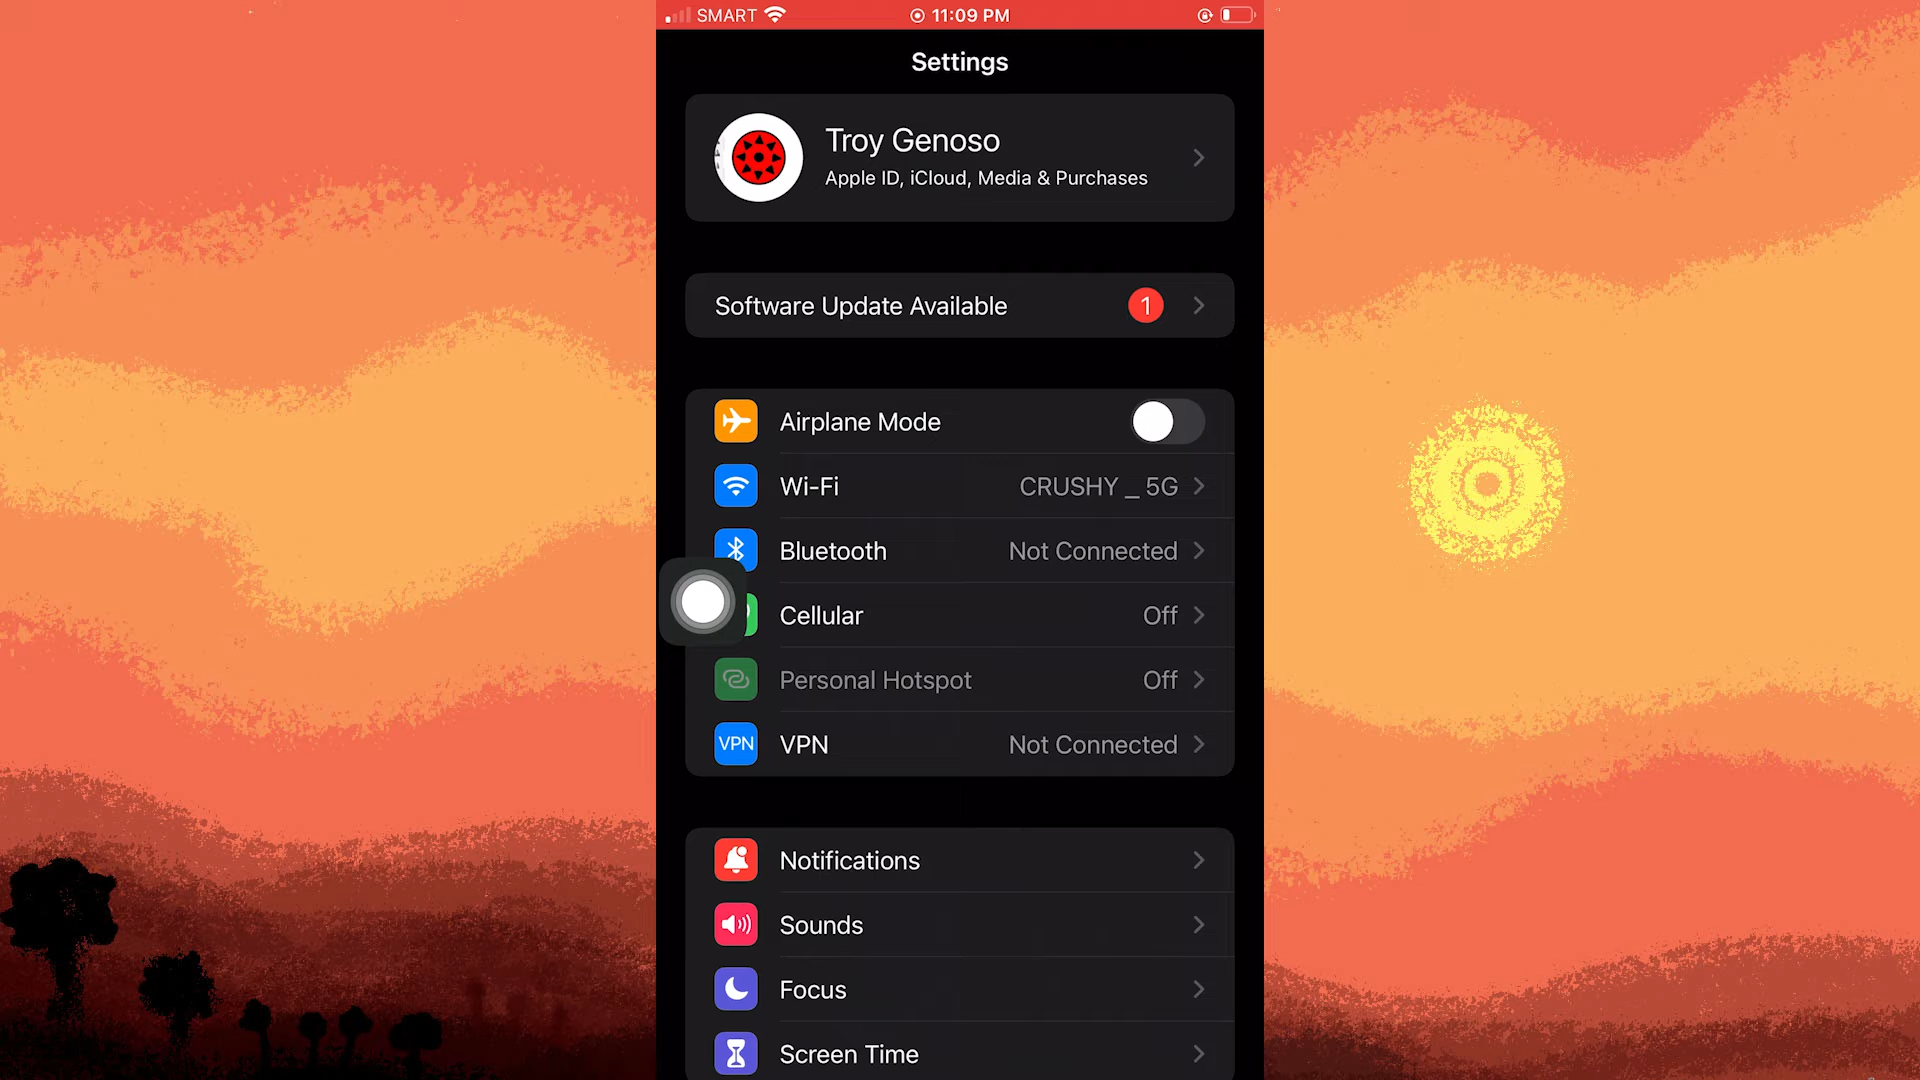 SMART 11:09 PM
Settings
Troy Genoso
Apple ID, iCloud, Media & Purchases
Software Update Available 1
Airplane Mode
Wi-Fi CRUSHY _ 5G
Bluetooth Not Connected
Cellular Off
Personal Hotspot Off
VPN VPN Not Connected
Notifications
Sounds
Focus
Screen Time